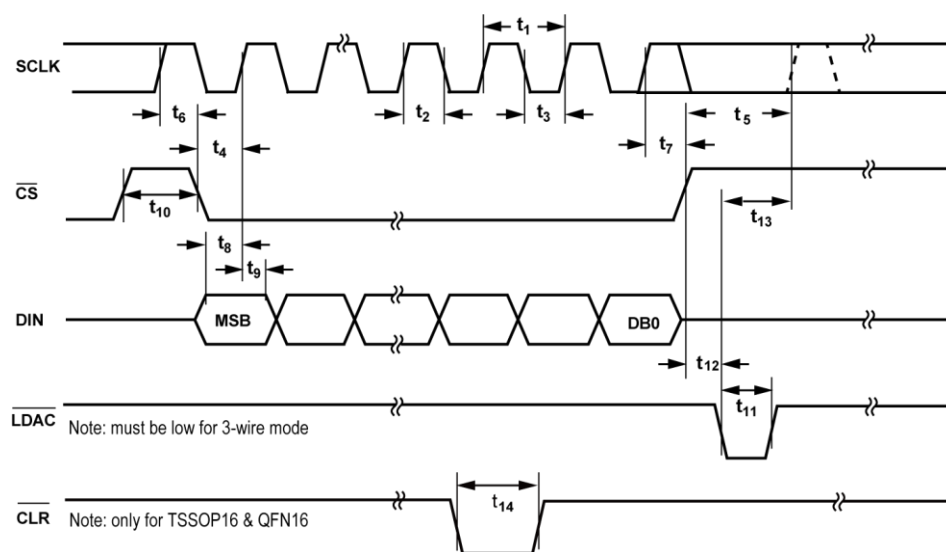 t1
SCLK
t6
t2
t3
t5
t4
t7
CS
t10
t13
t8
t9
DIN
MSB
DB0
t12
t11
LDAC
Note: must be low for 3-wire mode
t14
CLR
Note: only for TSSOP16 & QFN16